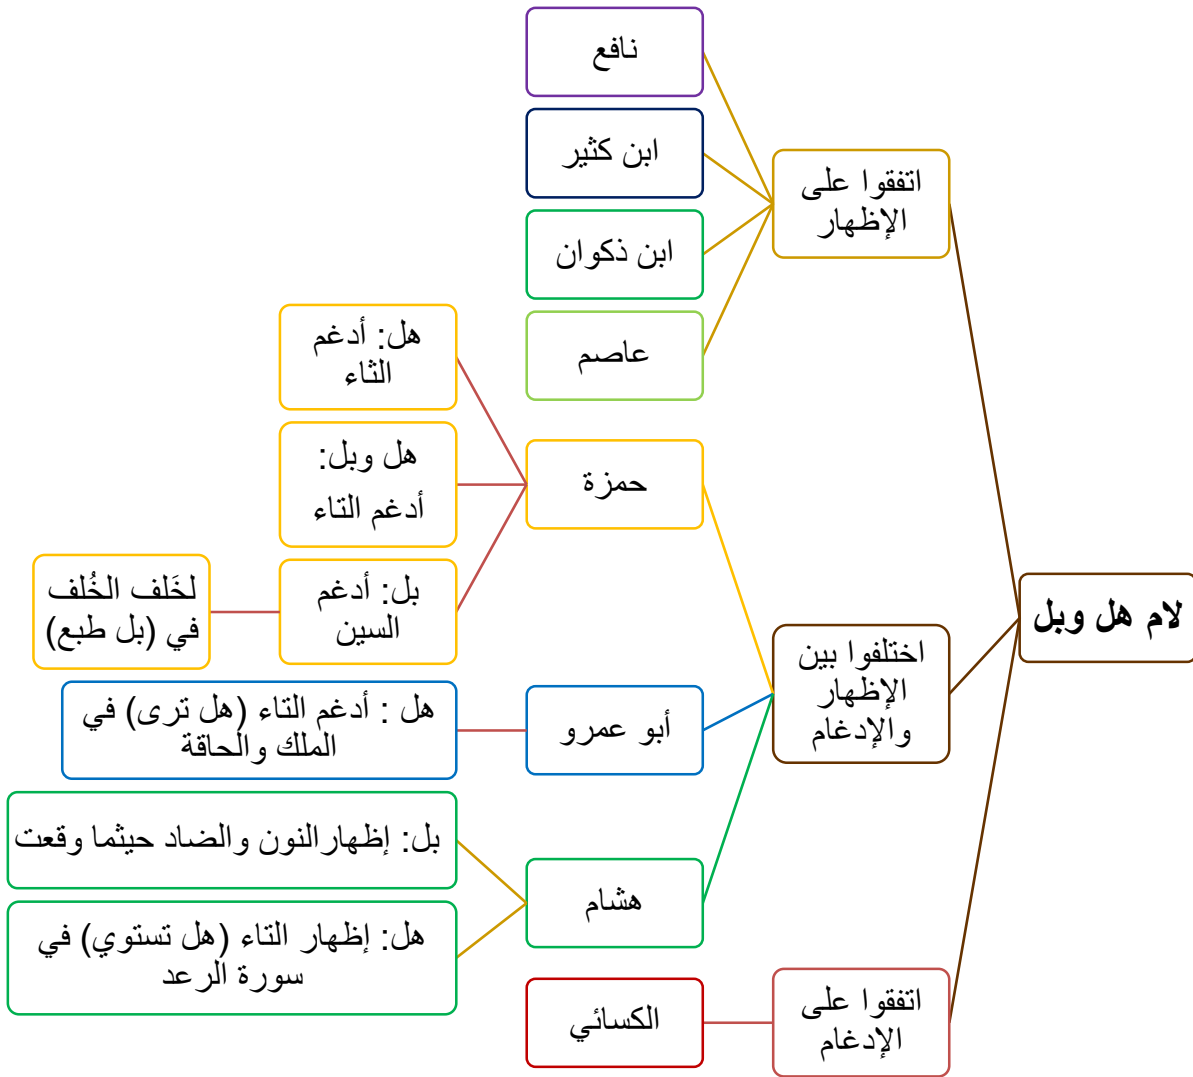 لام هل وبل
اتفقوا على
الإظهار
نافع
ابن كثير
ابن ذكوان
عاصم
اختلفوا بين
الإظهار
والإدغام
حمزة
هل: أدغم
الثاء
هل وبل:
أدغم التاء
بل: أدغم
السين
لخَلف الخُلف
في (بل طبع)
أبو عمرو
هل : أدغم التاء (هل ترى) في
الملك والحاقة
هشام
بل: إظهارالنون والضاد حيثما وقعت
هل: إظهار التاء (هل تستوي) في
سورة الرعد
اتفقوا على
الإدغام
الكسائي